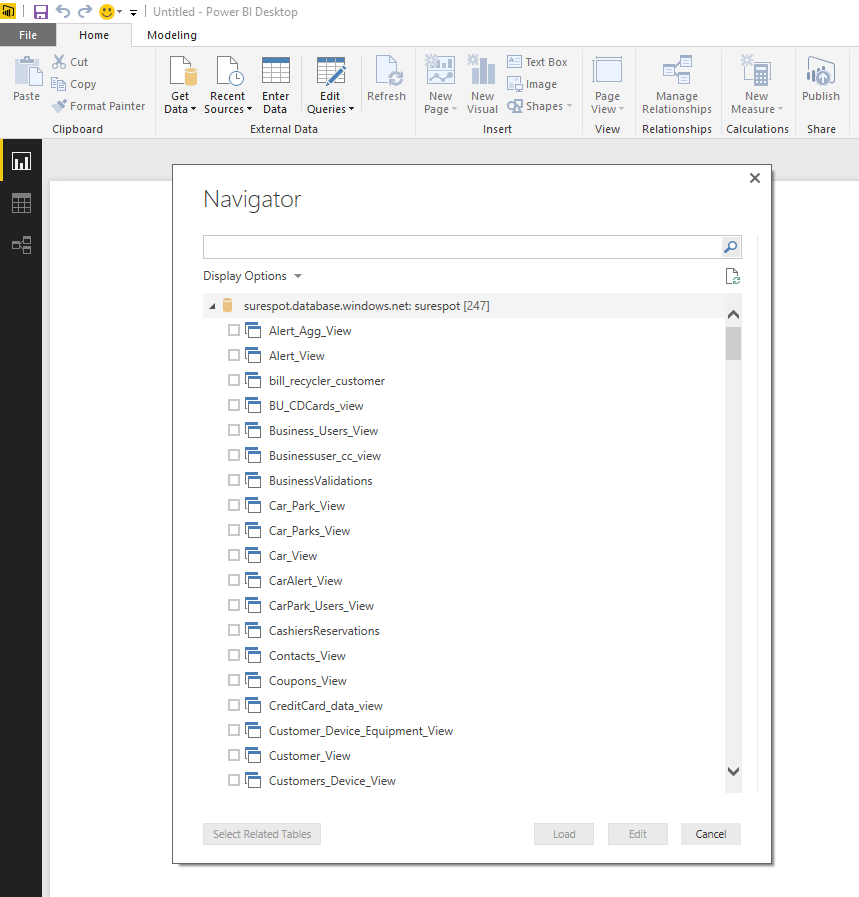 Untitled - Power BI Desktop
File Home Modeling
Paste
Cut
Copy
Format Painter
Clipboard
Get Data
Recent Sources
Enter Data
Edit Queries
External Data
Refresh
New Page
New Visual
Text Box
Image
Shapes
Insert
Page View
View
Manage Relationships
Relationships
New Measure
Calculations
Publish
Share
Navigator
Display Options
surespot.database.windows.net: surespot [247]
Alert_Agg_View
Alert_View
bill_recycler_customer
BU_CDCards_view
Business_Users_View
Businessuser_cc_view
BusinessValidations
Car_Park_View
Car_Parks_View
Car_View
CarAlert_View
CarPark_Users_View
CashiersReservations
Contacts_View
Coupons_View
CreditCard_data_view
Customer_Device_Equipment_View
Customer_View
Customers_Device_View
Select Related Tables
Load
Edit
Cancel